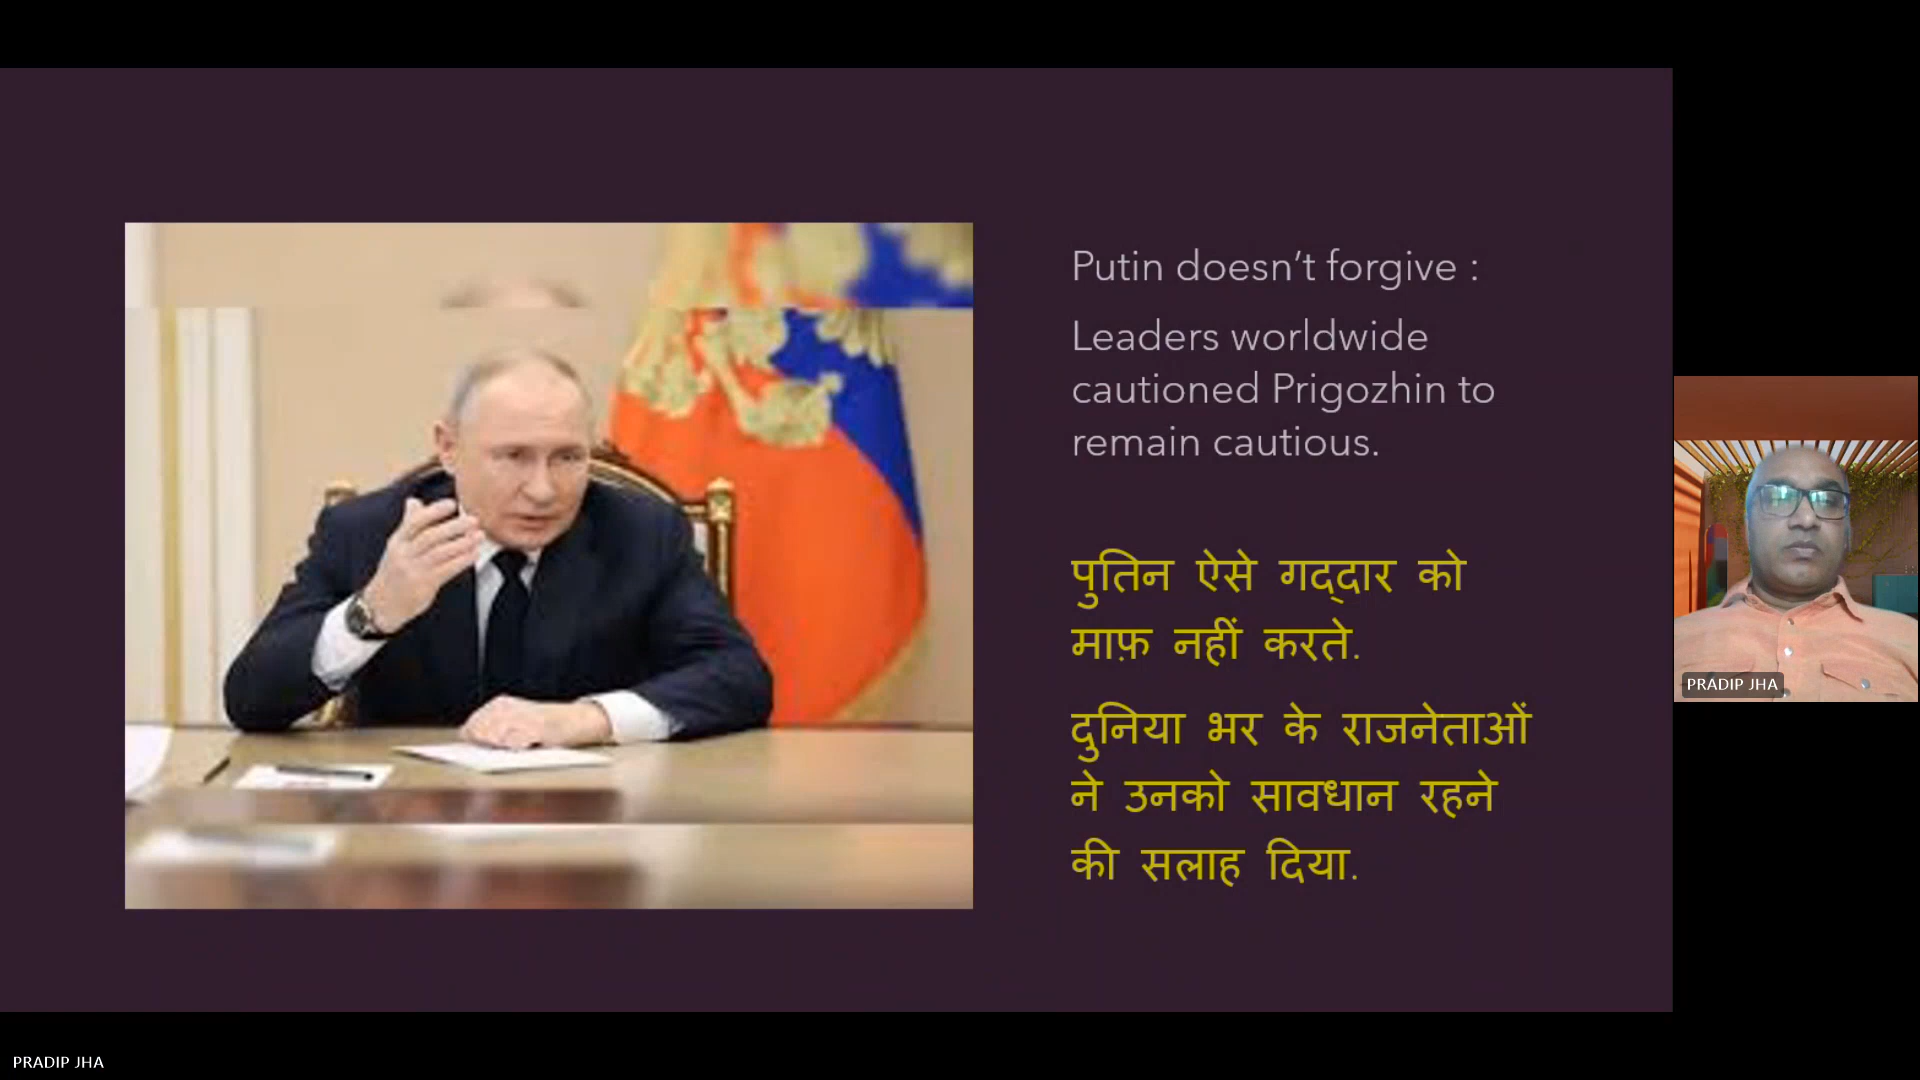 Putin doesn’t forgive :
Leaders worldwide
cautioned Prigozhin to
remain cautious.
पुतिन ऐसे गद्दार को
माफ़ नहीं करते.
दुनिया भर के राजनेताओं
ने उनको सावधान रहने
की सलाह दिया.
PRADIP JHA
PRADIP JHA